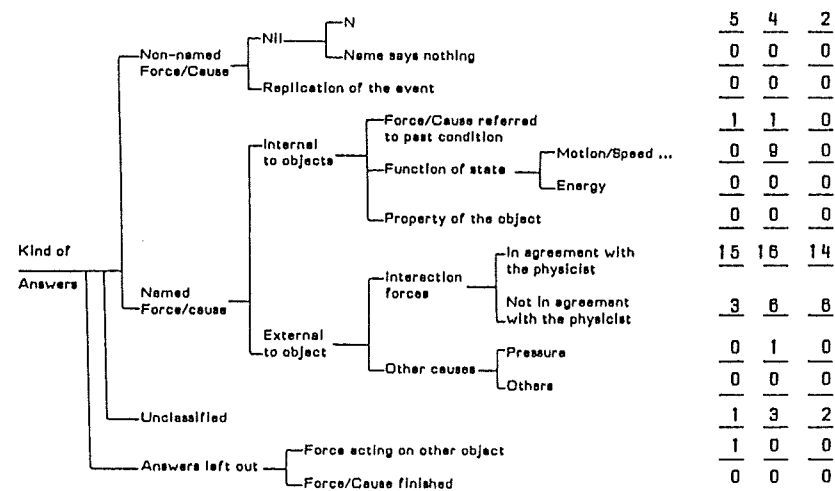 N 5 4 2
Nil
Non-named Name says nothing 0 0 0
Force/Cause
Replication of the event 0 0 0
Force/Cause referred 1 1 0
to past condition
Internal
to objects Motion/Speed ... 0 9 0
Function of state
Energy 0 0 0
Property of the object 0 0 0
Kind of In agreement with 15 16 14
the physicist
Answers Named Interaction
Force/cause forces Not in agreement 3 6 6
with the physicist
External
to object Pressure 0 1 0
Other causes
Others 0 0 0
Unclassified 1 3 2
Force acting on other object 1 0 0
Answers left out
Force/Cause finished 0 0 0